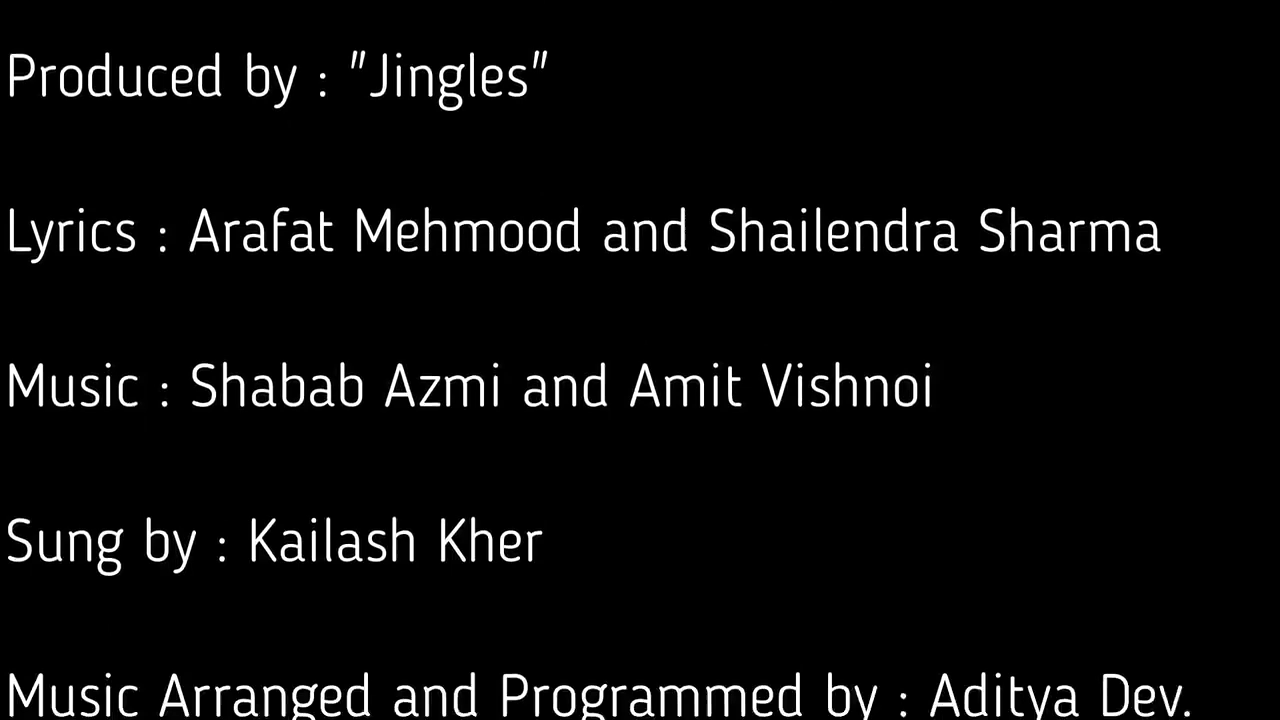 Produced by : "Jingles"
Lyrics : Arafat Mehmood and Shailendra Sharma
Music : Shabab Azmi and Amit Vishnoi
Sung by : Kailash Kher
Music Arranged and Programmed by : Aditya Dev.